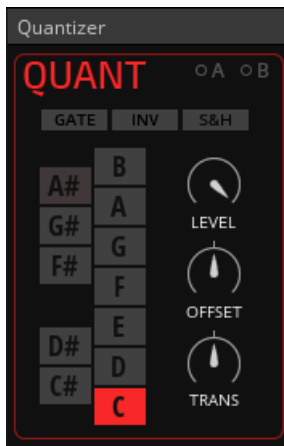 Quantizer
QUANT
A
B
GATE
INV
S&H
B
A#
A
G#
G
F#
F
E
D#
D
C#
C
LEVEL
OFFSET
TRANS